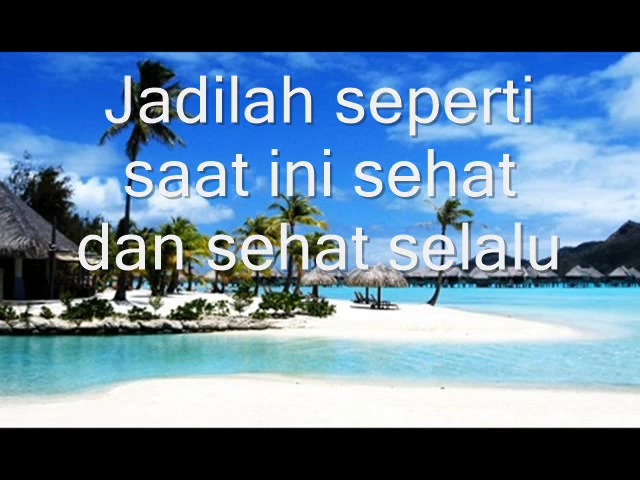 Jadilah seperti
saat ini sehat
dan sehat selalu